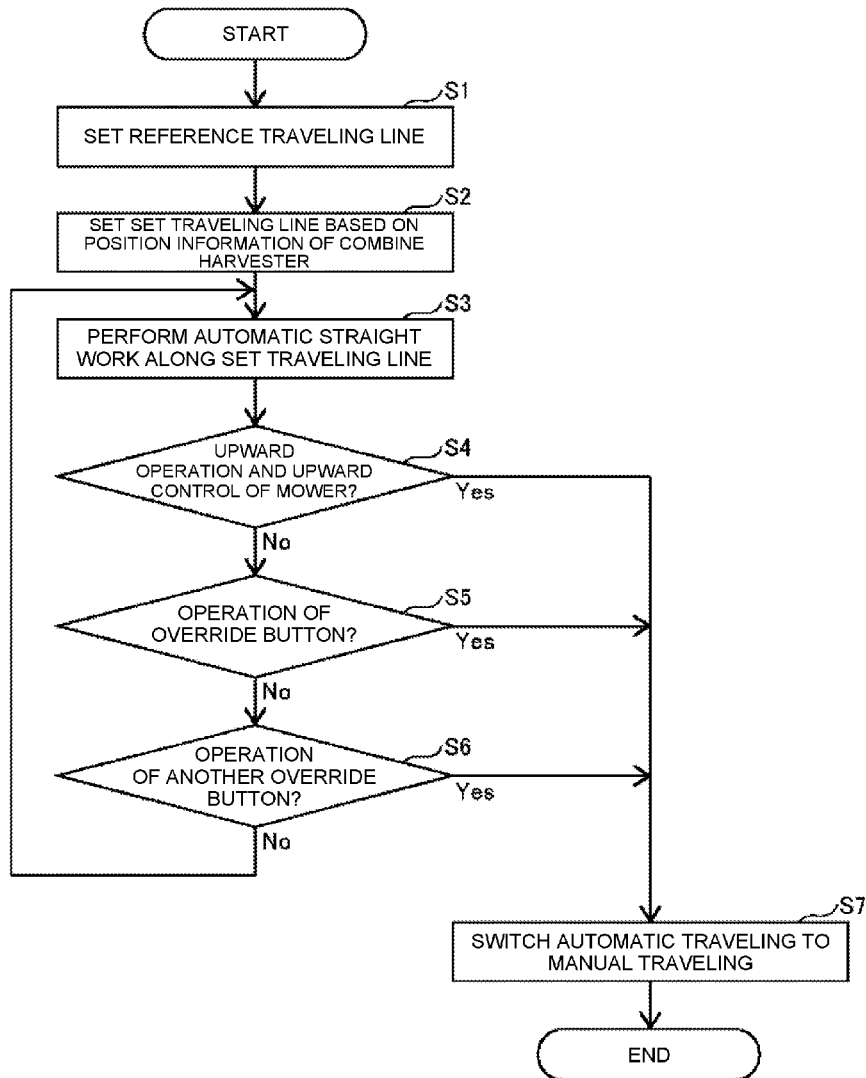 START
S1
SET REFERENCE TRAVELING LINE
S2
SET SET TRAVELING LINE BASED ON
POSITION INFORMATION OF COMBINE
HARVESTER
S3
PERFORM AUTOMATIC STRAIGHT
WORK ALONG SET TRAVELING LINE
S4
UPWARD
OPERATION AND UPWARD
CONTROL OF MOWER?
Yes
No
S5
OPERATION OF
OVERRIDE BUTTON?
Yes
No
S6
OPERATION
OF ANOTHER OVERRIDE
BUTTON?
Yes
No
S7
SWITCH AUTOMATIC TRAVELING TO
MANUAL TRAVELING
END